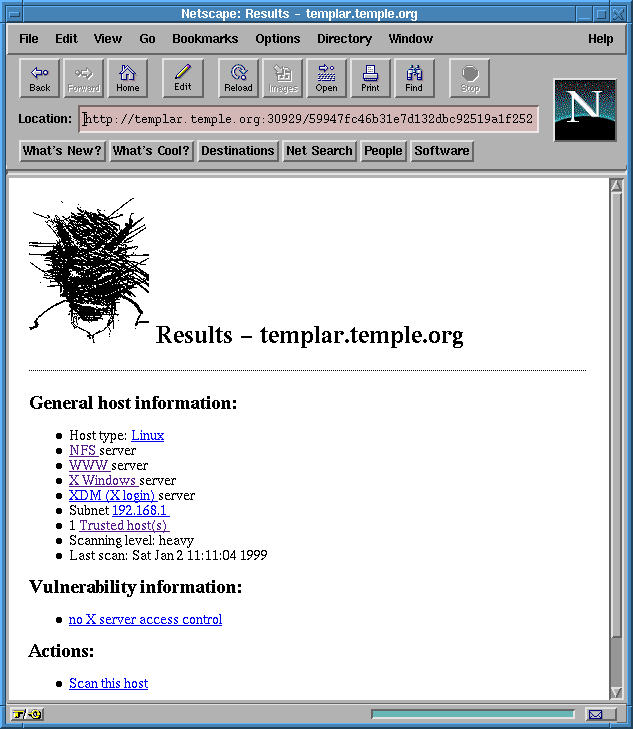 Netscape: Results – templar.temple.org
File Edit View Go Bookmarks Options Directory Window Help
Back Forward Home Edit Reload Images Open Print Find Stop
Location: http://templar.temple.org:30929/59947fc46b31e7d132dbc92519a1f252
N
What's New? What's Cool? Destinations Net Search People Software
Results – templar.temple.org
General host information:
• Host type: Linux
• NFS server
• WWW server
• X Windows server
• XDM (X login) server
• Subnet 192.168.1
• 1 Trusted host(s)
• Scanning level: heavy
• Last scan: Sat Jan 2 11:11:04 1999
Vulnerability information:
• no X server access control
Actions:
• Scan this host